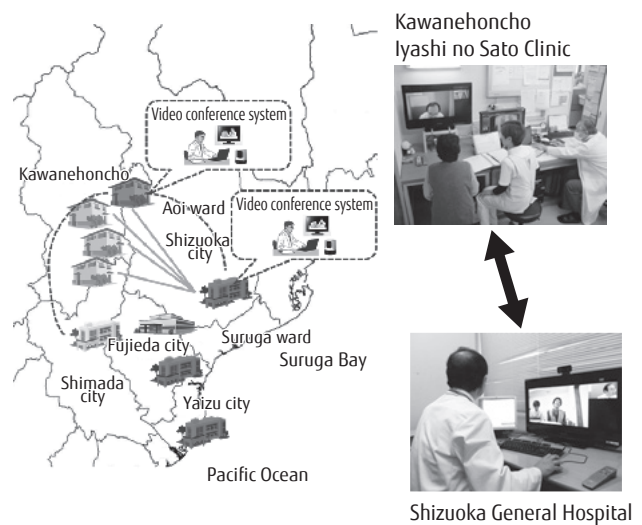 Kawanehoncho
Iyashi no Sato Clinic
Video conference system
Kawanehoncho
Aoi ward
Video conference system
Shizuoka
city
Fujieda city
Suruga ward
Suruga Bay
Shimada
city
Yaizu city
Pacific Ocean
Shizuoka General Hospital